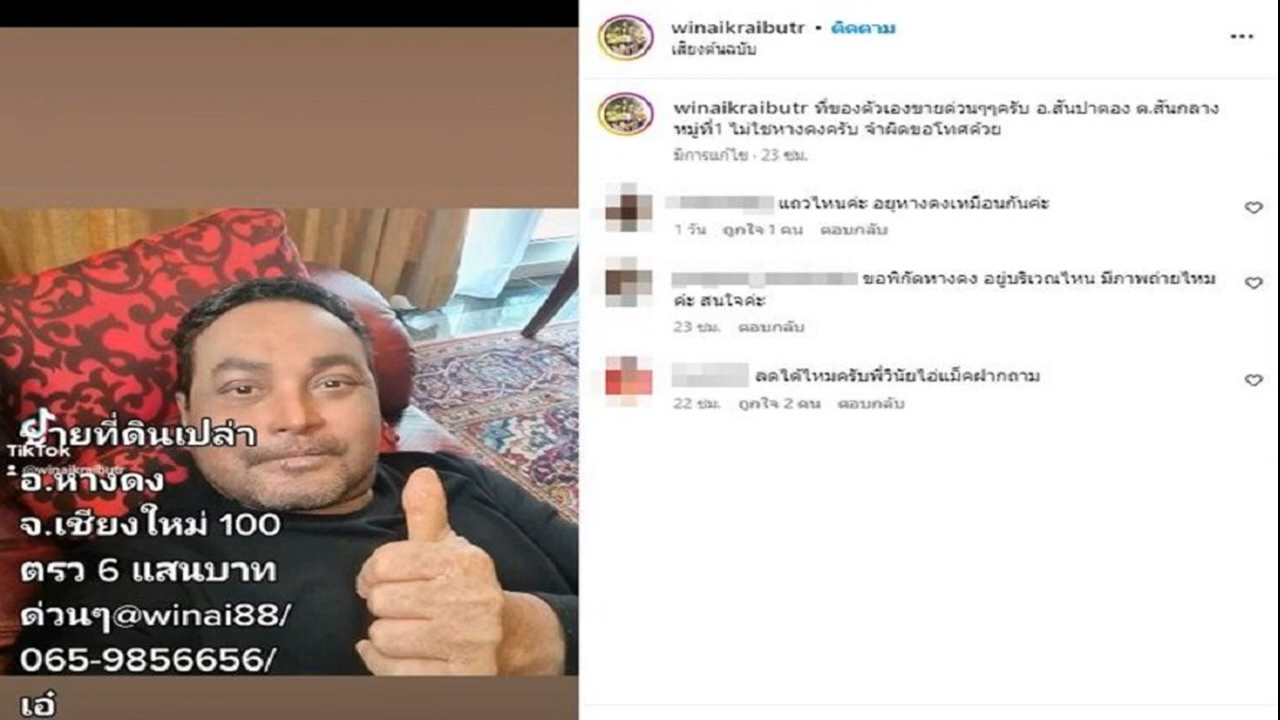 ขายที่ดินเปล่า
TikTok
@winaikraibutr
อ.หางดง
จ.เชียงใหม่ 100
ตรว 6 แสนบาท
ด่วนๆ@winai88/
065-9856656/
เอ๋
winaikraibutr • ติดตาม
เสียงต้นฉบับ
winaikraibutr ที่ของตัวเองขายด่วนๆๆครับ อ.สันป่าตอง ต.สันกลาง
หมู่ที่1 ไม่ใช่หางดงครับ จำผิดขอโทศด้วย
มีการแก้ไข · 23 ชม.
แถวไหนค่ะ อยุหางดงเหมือนกันค่ะ
1 วัน ถูกใจ 1 คน ตอบกลับ
ขอพิกัดหางดง อยู่บริเวณไหน มีภาพถ่ายไหม
ค่ะ สนใจค่ะ
23 ชม. ตอบกลับ
ลดได้ไหมครับพี่วินัยไอ่แม็คฝากถาม
22 ชม. ถูกใจ 2 คน ตอบกลับ